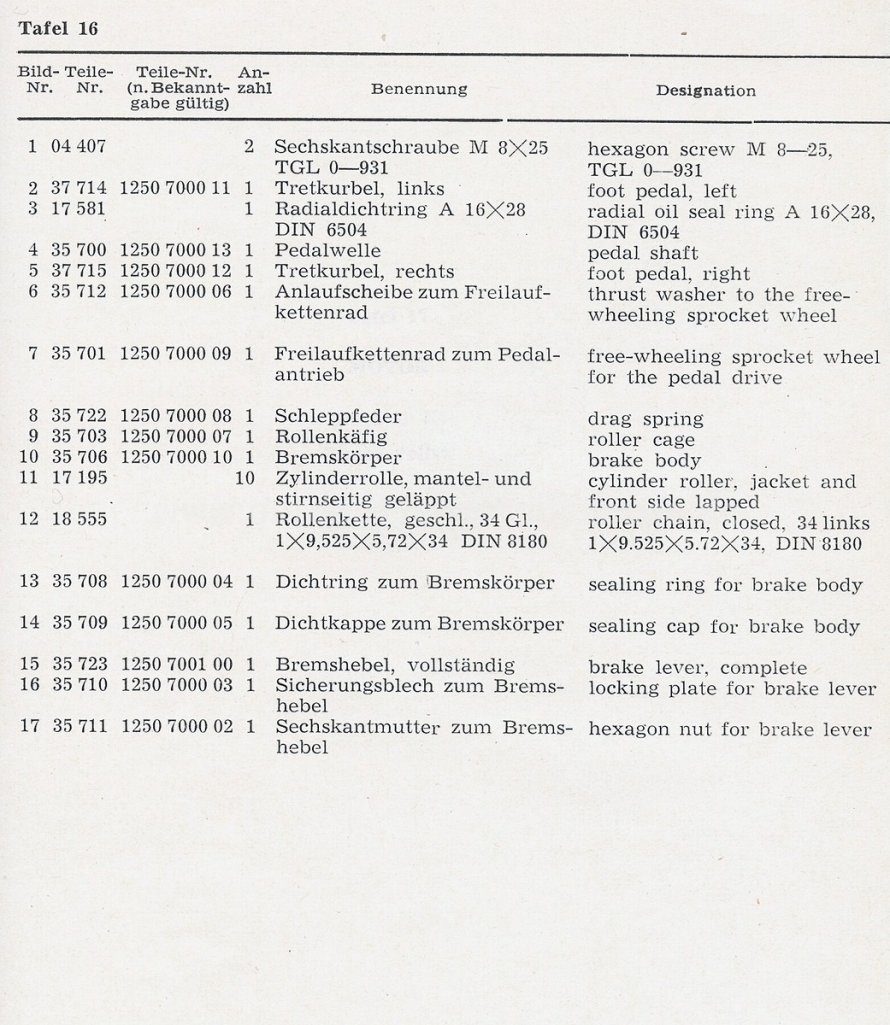 Tafel 16
Bild- Teile- Teile-Nr. An-
Nr. Nr. (n. Bekannt- zahl Benennung Designation
gabe gültig)
1 04 407 2 Sechskantschraube M 8×25 hexagon screw M 8—25,
TGL 0—931 TGL 0—931
2 37 714 1250 7000 11 1 Tretkurbel, links foot pedal, left
3 17 581 1 Radialdichtring A 16×28 radial oil seal ring A 16×28,
DIN 6504 DIN 6504
4 35 700 1250 7000 13 1 Pedalwelle pedal shaft
5 37 715 1250 7000 12 1 Tretkurbel, rechts foot pedal, right
6 35 712 1250 7000 06 1 Anlaufscheibe zum Freilauf- thrust washer to the free-
kettenrad wheeling sprocket wheel
7 35 701 1250 7000 09 1 Freilaufkettenrad zum Pedal- free-wheeling sprocket wheel
antrieb for the pedal drive
8 35 722 1250 7000 08 1 Schleppfeder drag spring
9 35 703 1250 7000 07 1 Rollenkäfig roller cage
10 35 706 1250 7000 10 1 Bremskörper brake body
11 17 195 10 Zylinderrolle, mantel- und cylinder roller, jacket and
stirnseitig geläppt front side lapped
12 18 555 1 Rollenkette, geschl., 34 Gl., roller chain, closed, 34 links
1×9,525×5,72×34 DIN 8180 1×9.525×5.72×34, DIN 8180
13 35 708 1250 7000 04 1 Dichtring zum Bremskörper sealing ring for brake body
14 35 709 1250 7000 05 1 Dichtkappe zum Bremskörper sealing cap for brake body
15 35 723 1250 7001 00 1 Bremshebel, vollständig brake lever, complete
16 35 710 1250 7000 03 1 Sicherungsblech zum Brems- locking plate for brake lever
hebel
17 35 711 1250 7000 02 1 Sechskantmutter zum Brems- hexagon nut for brake lever
hebel